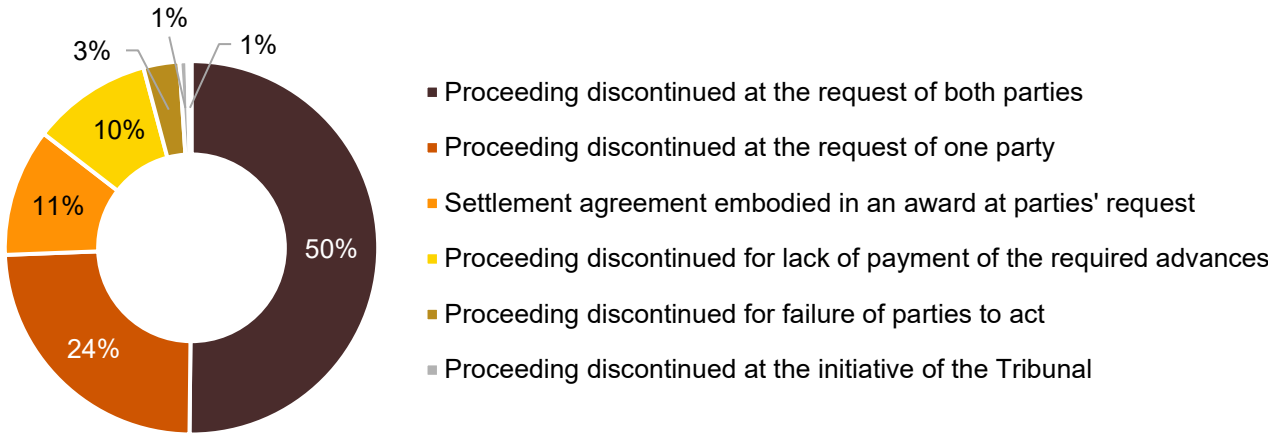 1%
3%
1%
10%
11%
50%
24%
Proceeding discontinued at the request of both parties
Proceeding discontinued at the request of one party
Settlement agreement embodied in an award at parties' request
Proceeding discontinued for lack of payment of the required advances
Proceeding discontinued for failure of parties to act
Proceeding discontinued at the initiative of the Tribunal